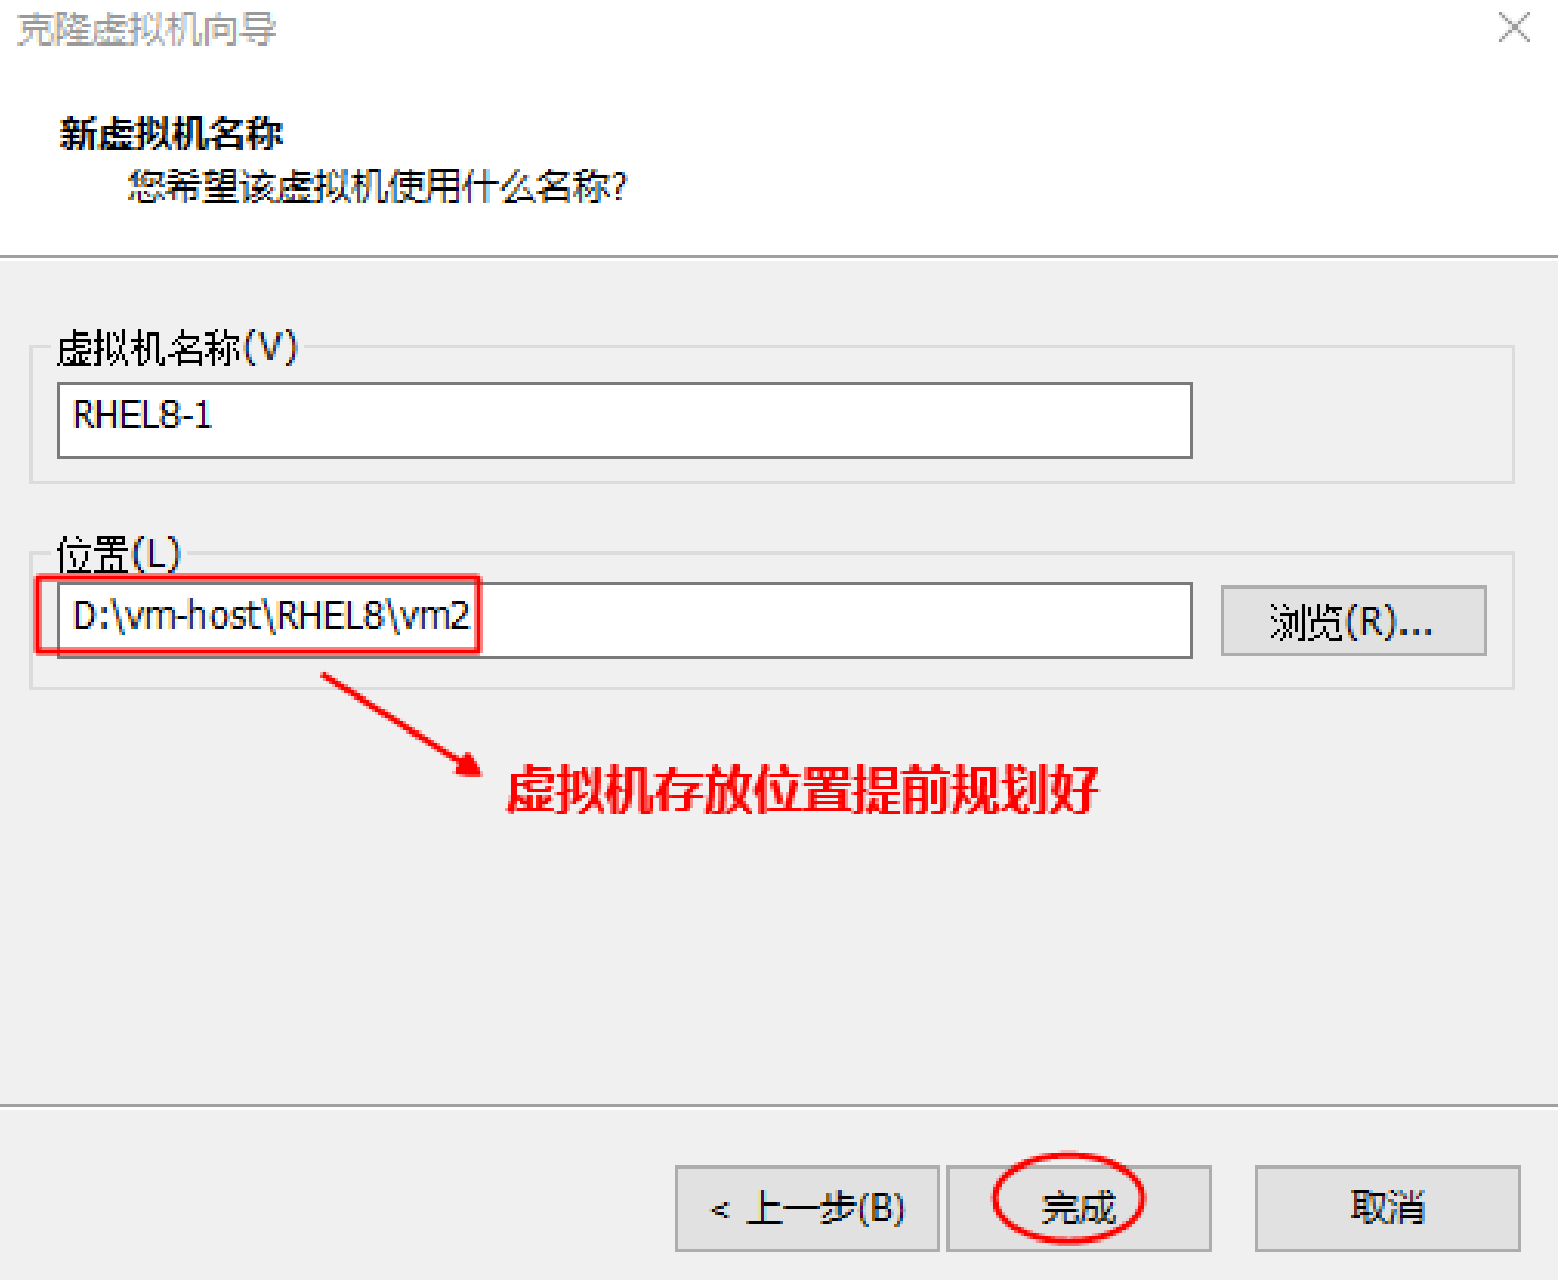 克隆虚拟机向导
新虚拟机名称
您希望该虚拟机使用什么名称?
虚拟机名称(V)
RHEL8-1
位置(L)
D:\vm-host\RHEL8\vm2
浏览(R)...
虚拟机存放位置提前规划好
< 上一步(B)
完成
取消